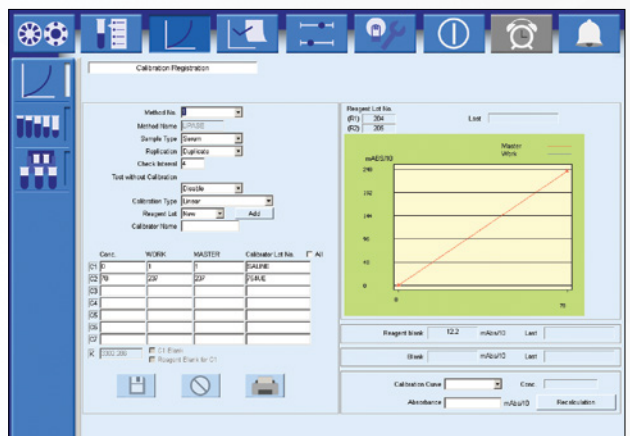 Calibration Registration
Method No. 1
Method Name LIPASE
Sample Type Serum
Replication Duplicate
Check Interval 4
Test without Calibration
Disable
Calibration Type Linear
Reagent Lot New Add
Calibrator Name
Conc. WORK MASTER Calibrator Lot No. All
C1 0 1 1 SALINE
C2 78 237 237
C3
C4
C5
C6
C7
R
C1 Blank
Reagent Blank for C1
Reagent Lot No.
(R1) 204 Last
(R2) 205
Master
Work
mABS/10
240
192
144
96
48
0
0
78
Reagent blank 12.2 mAbs/10 Last
Blank mAbs/10 Last
Calibration Curve Conc.
Absorbance mAbs/10 Recalculation